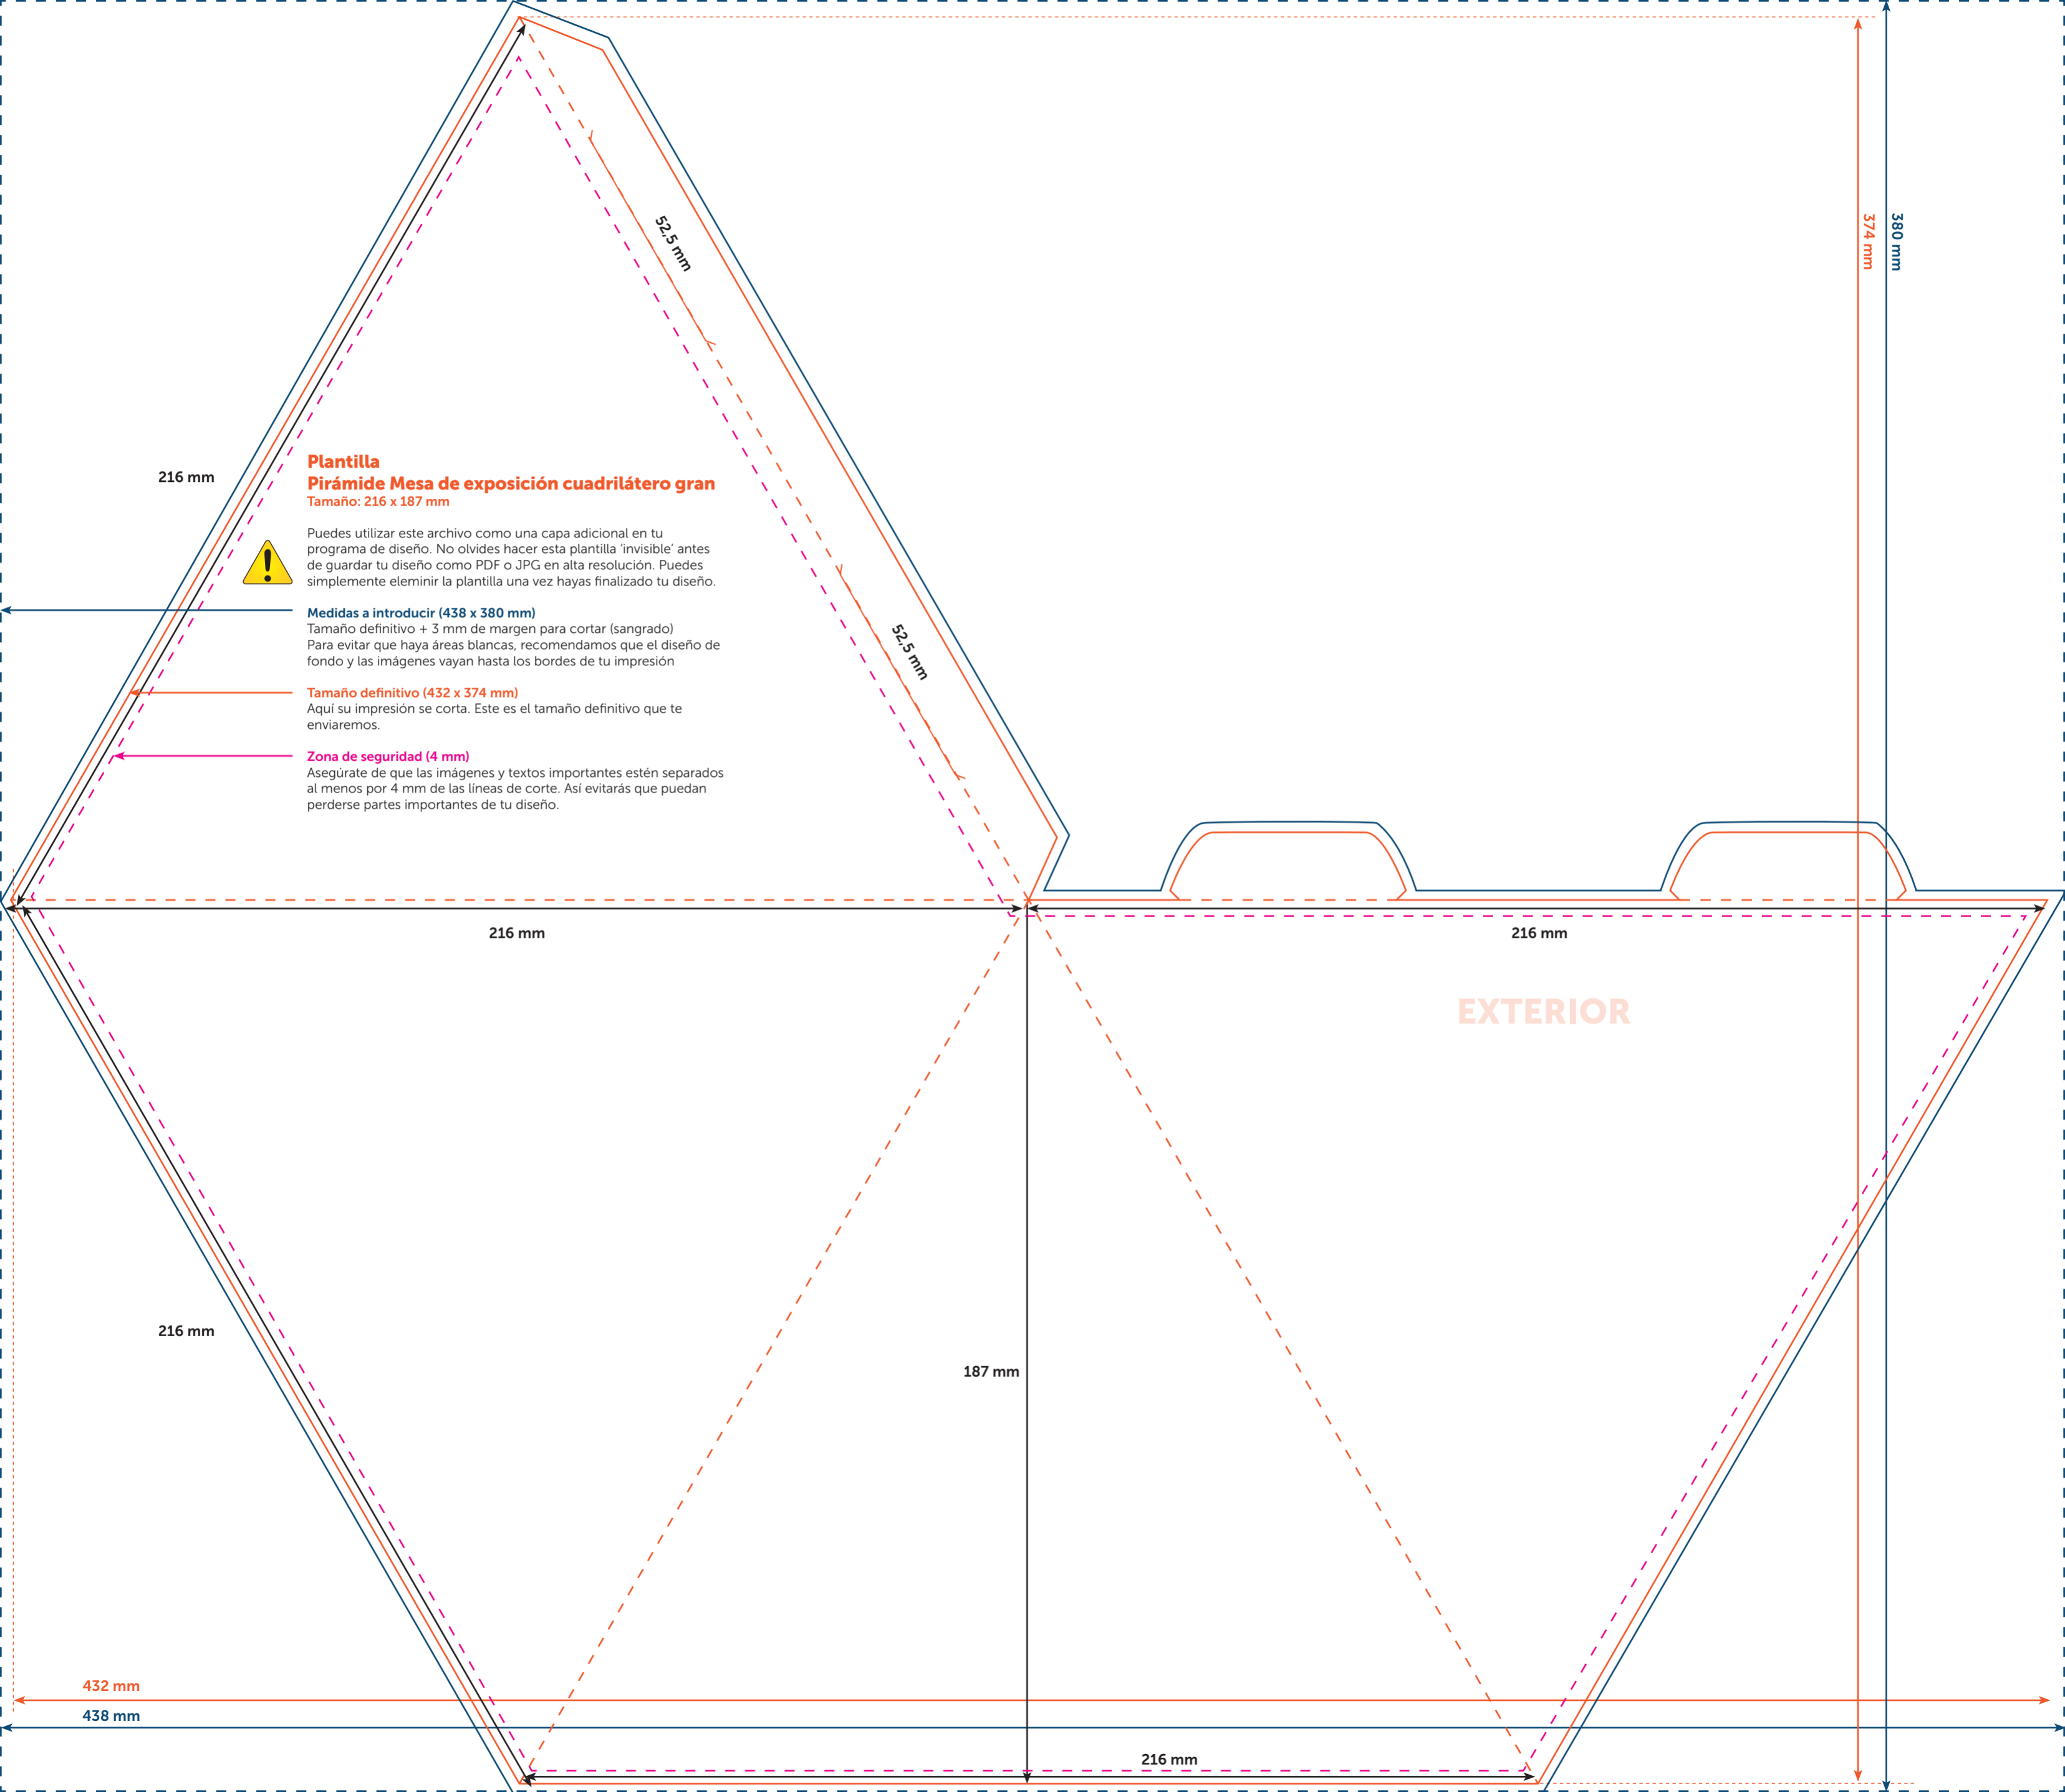 52,5 mm
374 mm
380 mm
216 mm
Plantilla
Pirámide Mesa de exposición cuadrilátero gran
Tamaño: 216 x 187 mm
Puedes utilizar este archivo como una capa adicional en tu
programa de diseño. No olvides hacer esta plantilla ‘invisible’ antes
de guardar tu diseño como PDF o JPG en alta resolución. Puedes
simplemente eleminir la plantilla una vez hayas finalizado tu diseño.
Medidas a introducir (438 x 380 mm)
Tamaño definitivo + 3 mm de margen para cortar (sangrado)
Para evitar que haya áreas blancas, recomendamos que el diseño de
fondo y las imágenes vayan hasta los bordes de tu impresión
Tamaño definitivo (432 x 374 mm)
Aquí su impresión se corta. Este es el tamaño definitivo que te
enviaremos.
Zona de seguridad (4 mm)
Asegúrate de que las imágenes y textos importantes estén separados
al menos por 4 mm de las líneas de corte. Así evitarás que puedan
perderse partes importantes de tu diseño.
52,5 mm
216 mm
216 mm
EXTERIOR
216 mm
187 mm
432 mm
438 mm
216 mm